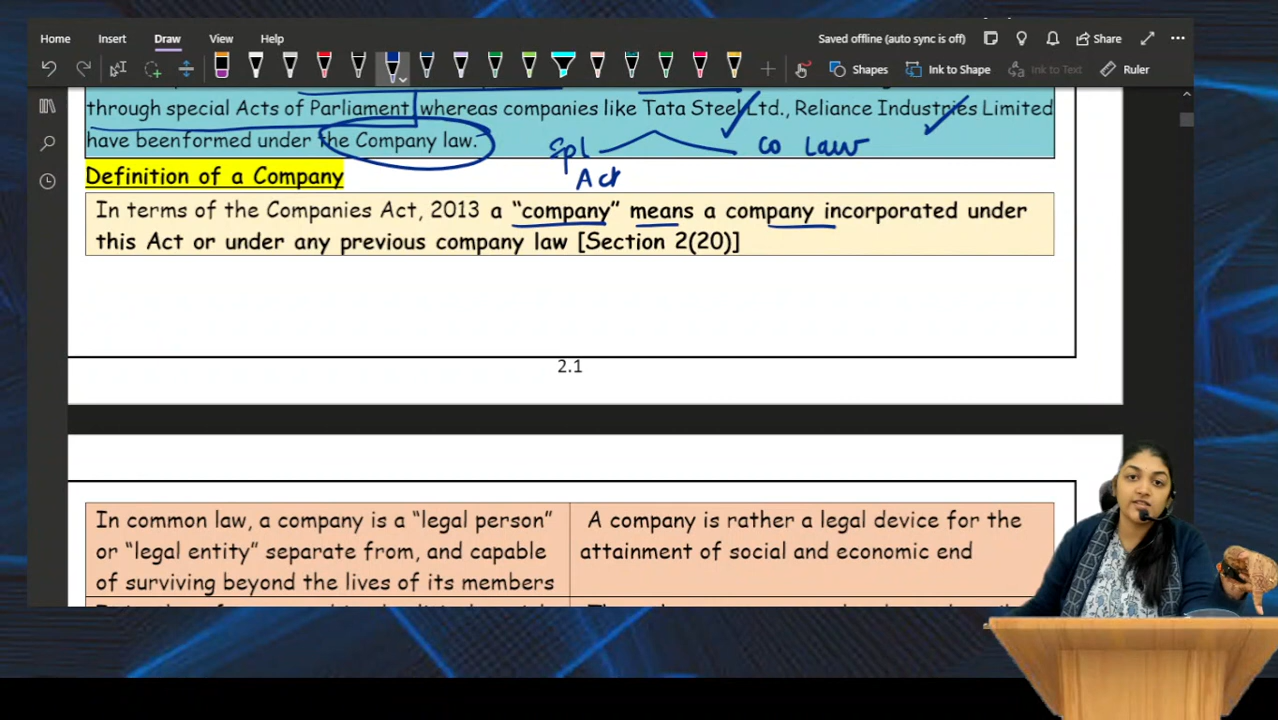 Home Insert Draw View Help Saved offline (auto sync is off) Share
Shapes Ink to Shape Ink to Text Ruler
through special Acts of Parliament, whereas companies like Tata Steel Ltd., Reliance Industries Limited
have beenformed under the Company law.
Spl Co Law
Act
Definition of a Company
In terms of the Companies Act, 2013 a “company” means a company incorporated under
this Act or under any previous company law [Section 2(20)]
2.1
In common law, a company is a “legal person”
or “legal entity” separate from, and capable
of surviving beyond the lives of its members
A company is rather a legal device for the
attainment of social and economic end